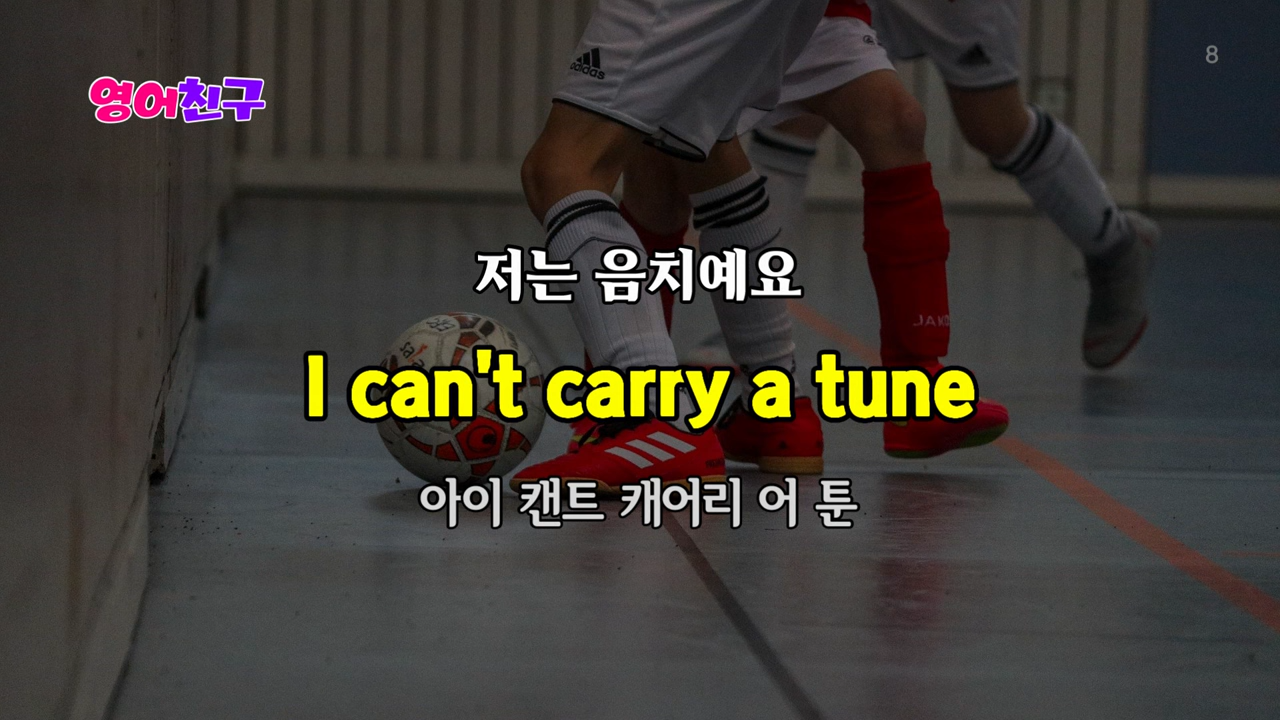 8
영어친구
adidas
저는 음치예요
I can't carry a tune
아이 캔트 캐어리 어 툰